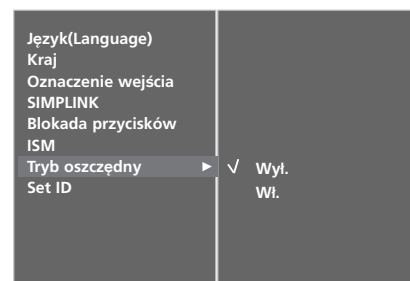 Język(Language)
Kraj
Oznaczenie wejścia
SIMPLINK
Blokada przycisków
ISM
Tryb oszczędny ► √ Wył.
Wł.
Set ID